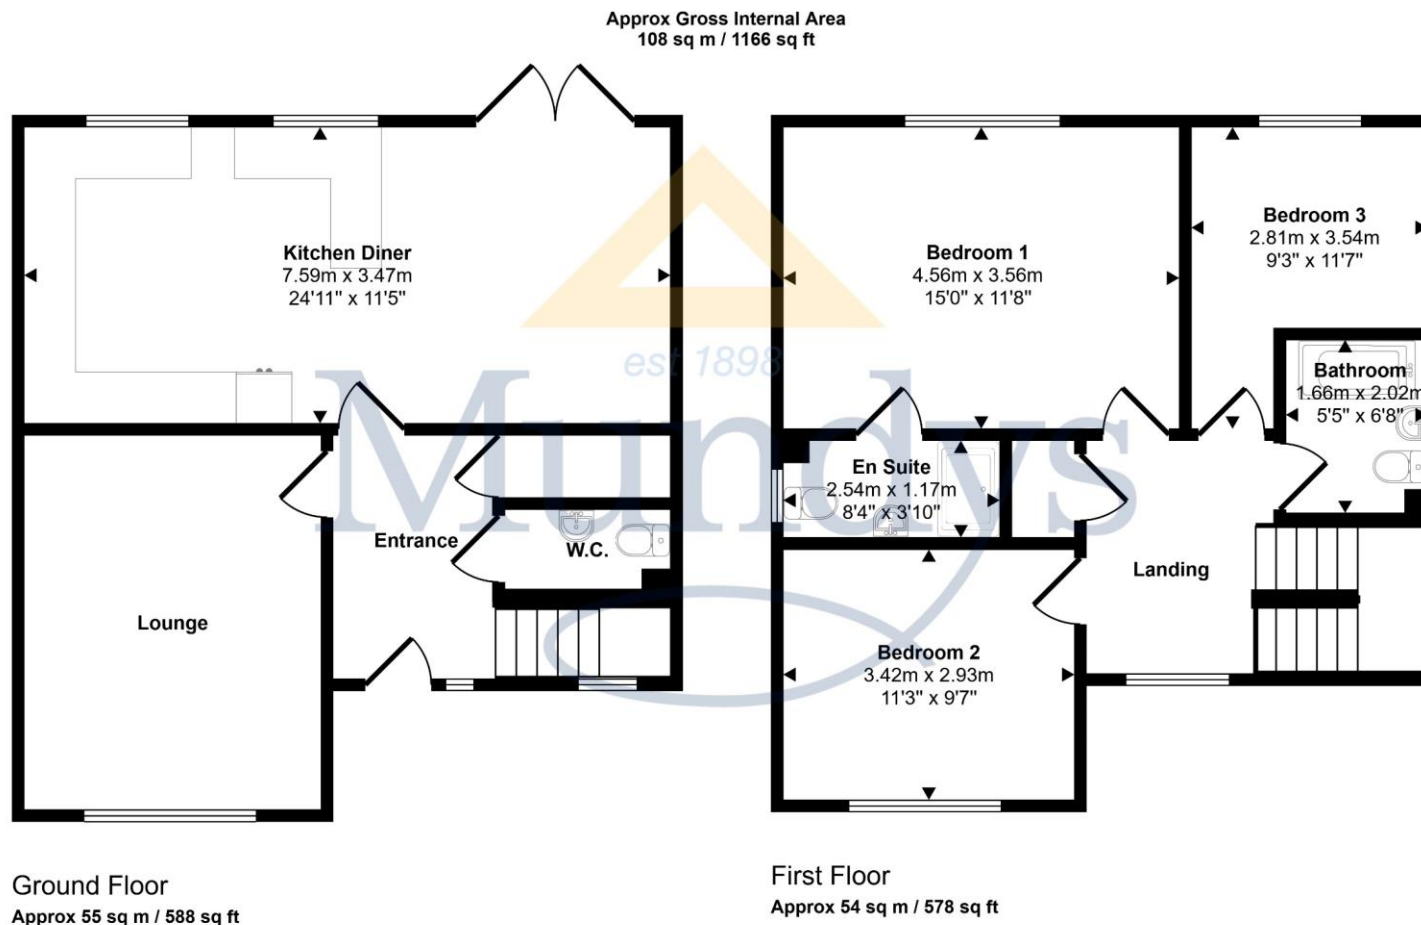 Approx Gross Internal Area
108 sq m / 1166 sq ft
Kitchen Diner
7.59m x 3.47m
24'11" x 11'5"
Entrance
W.C.
Lounge
Ground Floor
Approx 55 sq m / 588 sq ft
Bedroom 1
4.56m x 3.56m
15'0" x 11'8"
Bedroom 3
2.81m x 3.54m
9'3" x 11'7"
Bathroom
1.66m x 2.02m
5'5" x 6'8"
En Suite
2.54m x 1.17m
8'4" x 3'10"
Landing
Bedroom 2
3.42m x 2.93m
11'3" x 9'7"
First Floor
Approx 54 sq m / 578 sq ft
est 1898
Mundys